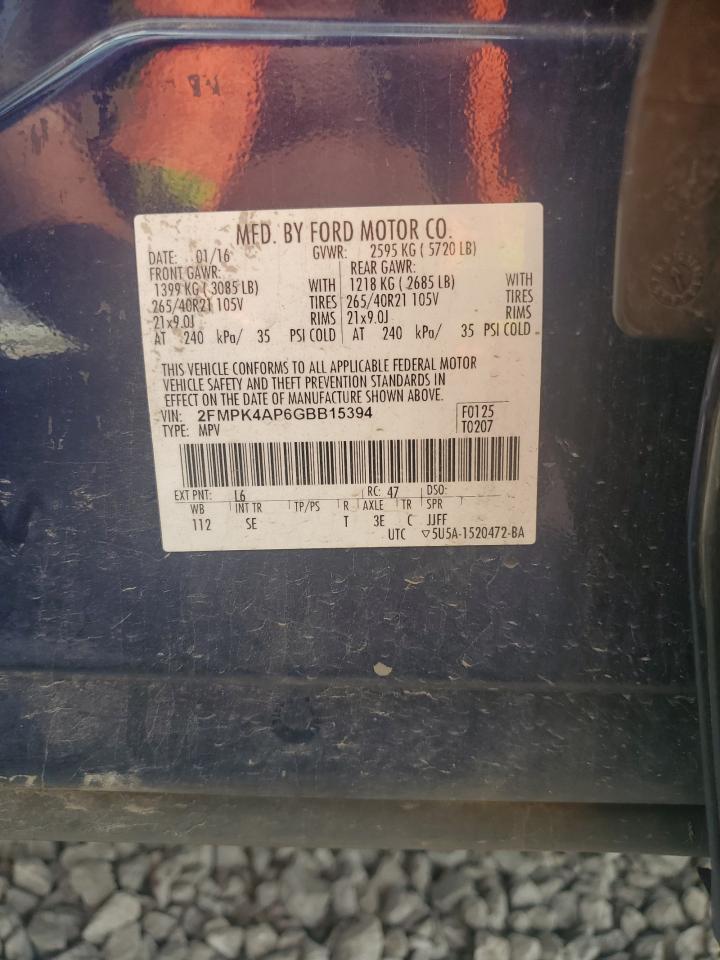 MFD. BY FORD MOTOR CO.
DATE: 01/16 GVWR: 2595 KG ( 5720 LB)
FRONT GAWR: REAR GAWR:
1399 KG ( 3085 LB) WITH 1218 KG ( 2685 LB) WITH
265/40R21 105V TIRES 265/40R21 105V TIRES
21x9.0J RIMS 21x9.0J RIMS
AT 240 kPa/ 35 PSI COLD AT 240 kPa/ 35 PSI COLD
THIS VEHICLE CONFORMS TO ALL APPLICABLE FEDERAL MOTOR
VEHICLE SAFETY AND THEFT PREVENTION STANDARDS IN
EFFECT ON THE DATE OF MANUFACTURE SHOWN ABOVE.
VIN: 2FMPK4AP6GBB15394 F0125
TYPE: MPV T0207
EXT PNT: L6 RC: 47 DSO:
WB INT TR TP/PS R AXLE TR SPR
112 SE T 3E C JJFF
UTC ▽5U5A-1520472-BA